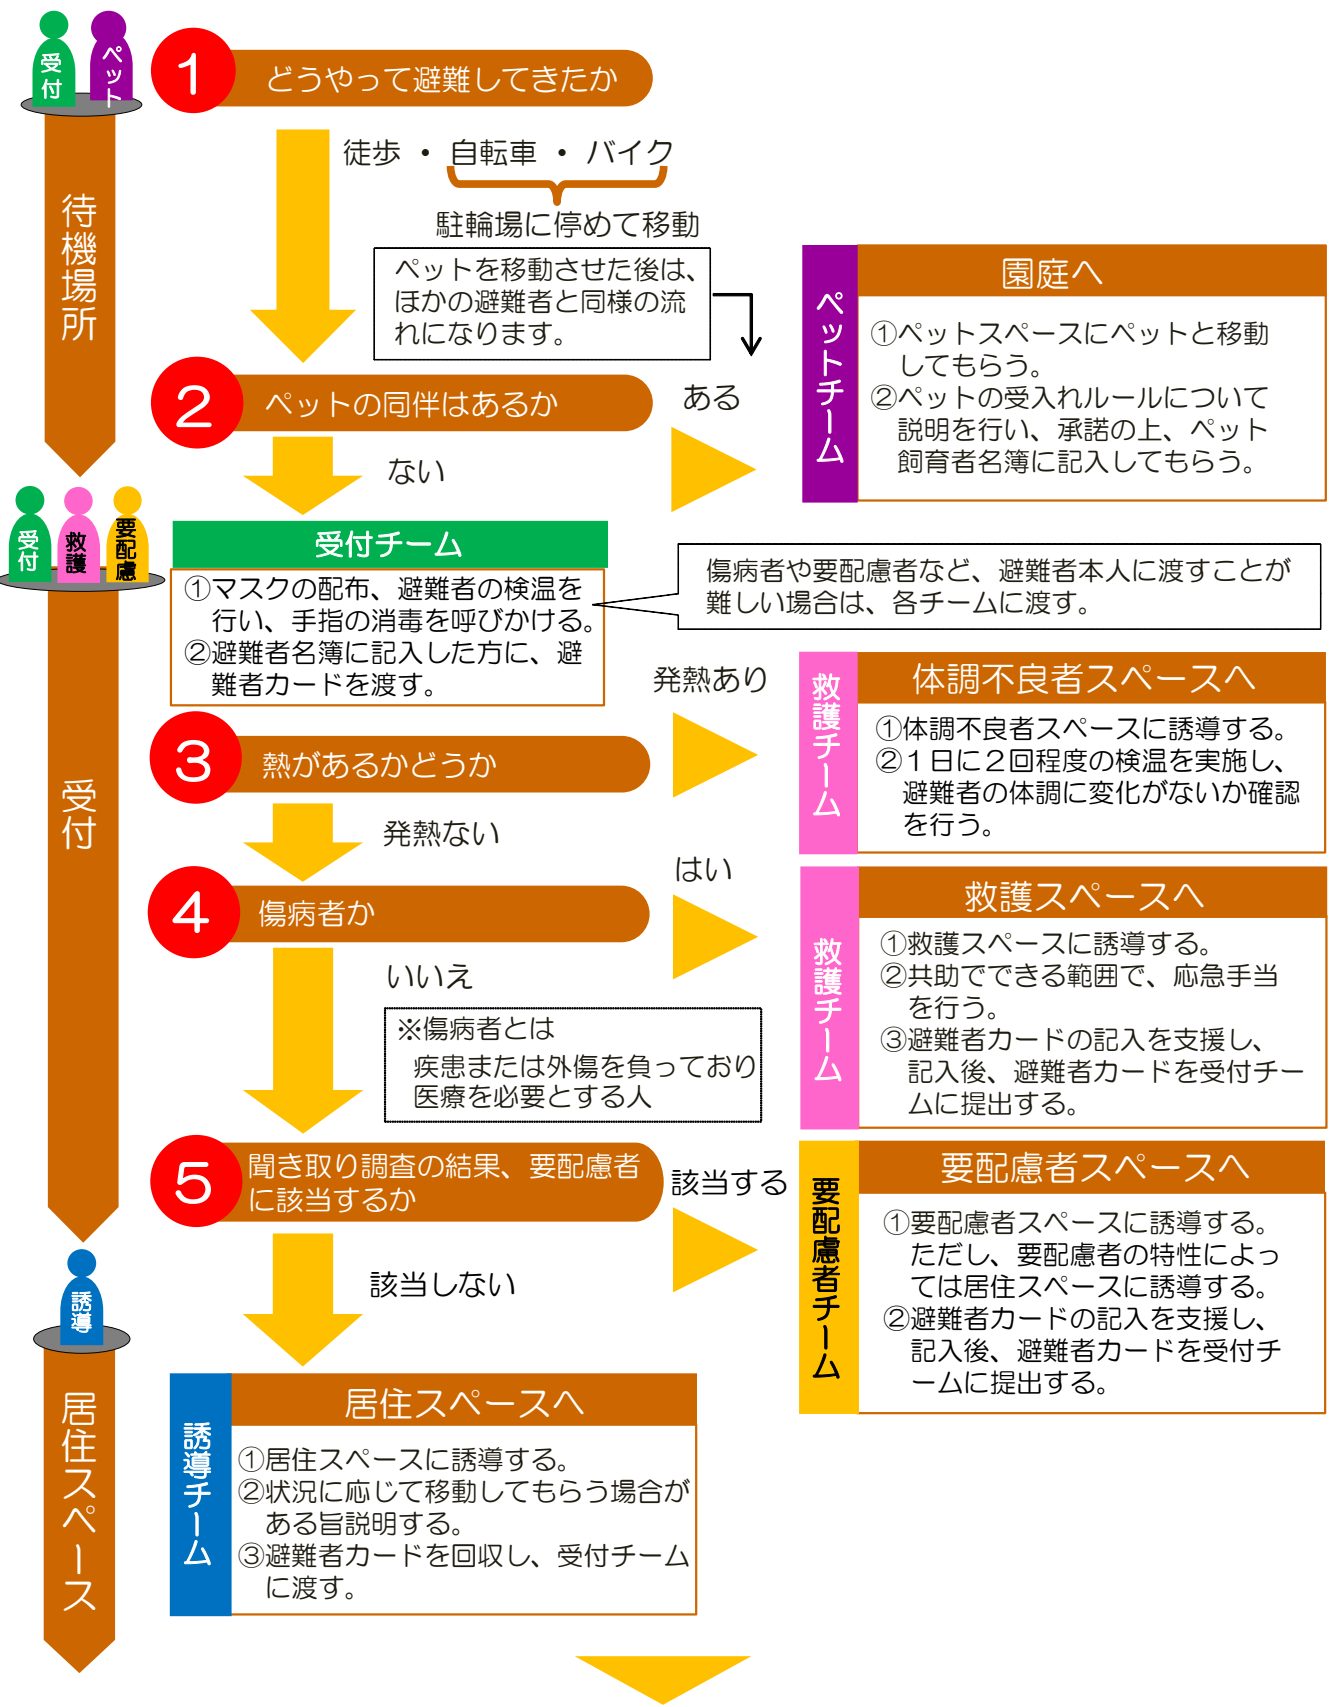 受付
ペット
待機場所
1
どうやって避難してきたか
徒歩 ・ 自転車 ・ バイク
駐輪場に停めて移動
ペットを移動させた後は、
ほかの避難者と同様の流
れになります。
2
ペットの同伴はあるか
ある
ない
ペットチーム
園庭へ
①ペットスペースにペットと移動
してもらう。
②ペットの受入れルールについて
説明を行い、承諾の上、ペット
飼育者名簿に記入してもらう。
受付
救護
要配慮
受付
受付チーム
①マスクの配布、避難者の検温を
行い、手指の消毒を呼びかける。
②避難者名簿に記入した方に、避
難者カードを渡す。
傷病者や要配慮者など、避難者本人に渡すことが
難しい場合は、各チームに渡す。
3
熱があるかどうか
発熱あり
発熱ない
救護チーム
体調不良者スペースへ
①体調不良者スペースに誘導する。
②１日に２回程度の検温を実施し、
避難者の体調に変化がないか確認
を行う。
4
傷病者か
はい
いいえ
※傷病者とは
疾患または外傷を負っており
医療を必要とする人
救護チーム
救護スペースへ
①救護スペースに誘導する。
②共助でできる範囲で、応急手当
を行う。
③避難者カードの記入を支援し、
記入後、避難者カードを受付チー
ムに提出する。
5
聞き取り調査の結果、要配慮者
に該当するか
該当する
該当しない
要配慮者チーム
要配慮者スペースへ
①要配慮者スペースに誘導する。
ただし、要配慮者の特性によっ
ては居住スペースに誘導する。
②避難者カードの記入を支援し、
記入後、避難者カードを受付チ
ームに提出する。
誘導
居住スペース
誘導チーム
居住スペースへ
①居住スペースに誘導する。
②状況に応じて移動してもらう場合が
ある旨説明する。
③避難者カードを回収し、受付チーム
に渡す。